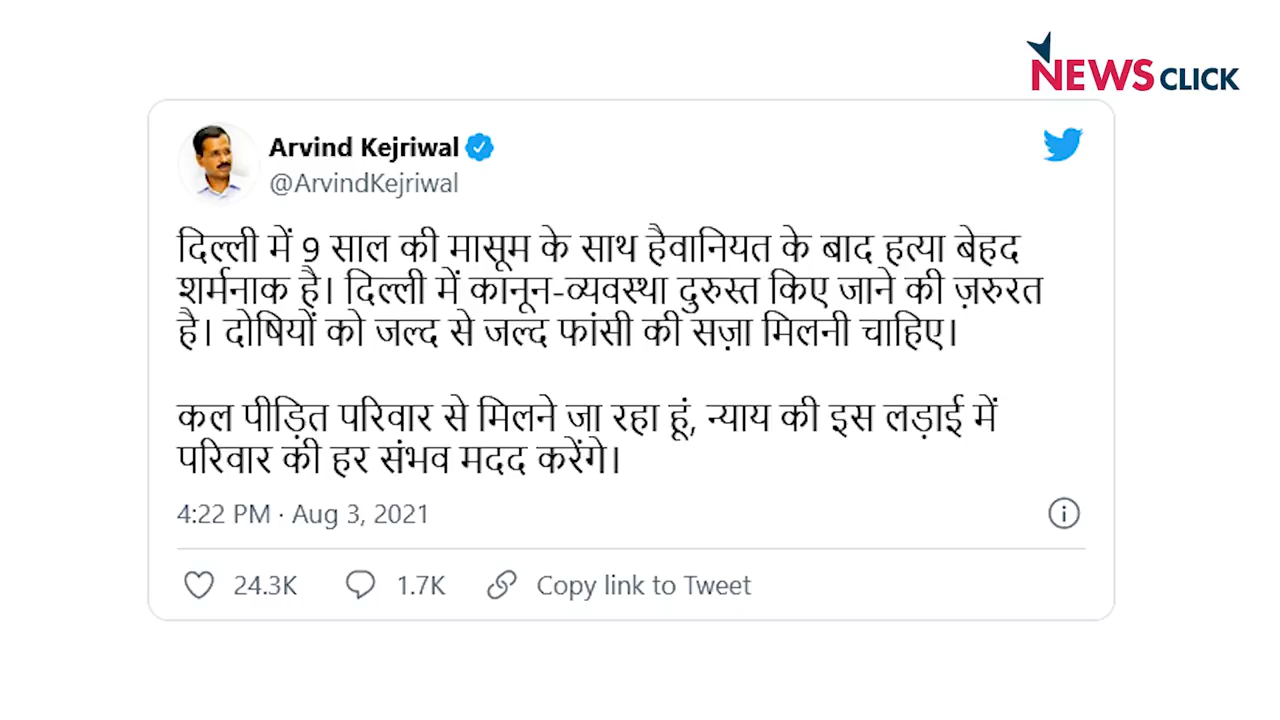 NEWS CLICK
Arvind Kejriwal
@ArvindKejriwal
दिल्ली में 9 साल की मासूम के साथ हैवानियत के बाद हत्या बेहद
शर्मनाक है। दिल्ली में कानून-व्यवस्था दुरुस्त किए जाने की ज़रुरत
है। दोषियों को जल्द से जल्द फांसी की सज़ा मिलनी चाहिए।
कल पीड़ित परिवार से मिलने जा रहा हूं, न्याय की इस लड़ाई में
परिवार की हर संभव मदद करेंगे।
4:22 PM · Aug 3, 2021
24.3K 1.7K Copy link to Tweet